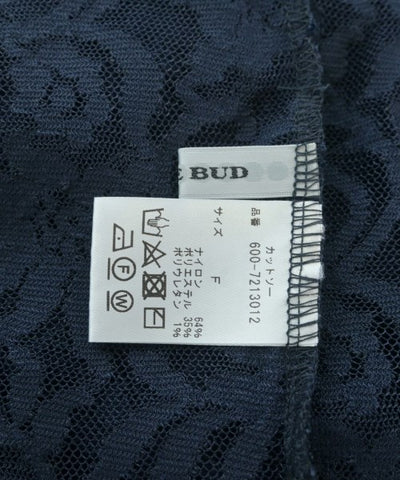 E BUD
カットソー
品番 600-7213012
サイズ F
ナイロン 64%
ポリエステル 35%
ポリウレタン 1%
F
W